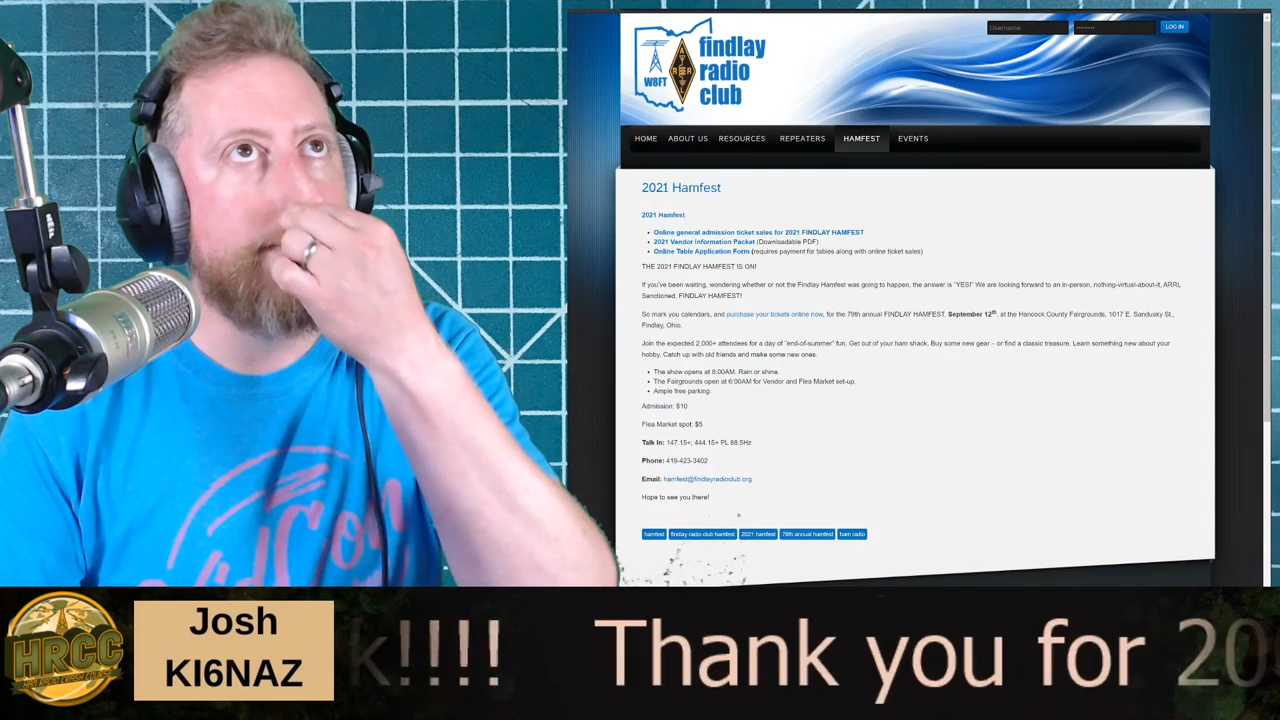 Username
••••••••
LOG IN
W8FT
ARRL
findlay
radio
club
HOME ABOUT US RESOURCES REPEATERS HAMFEST EVENTS
2021 Hamfest
2021 Hamfest
Online general admission ticket sales for 2021 FINDLAY HAMFEST
2021 Vendor Information Packet (Downloadable PDF)
Online Table Application Form (requires payment for tables along with online ticket sales)
THE 2021 FINDLAY HAMFEST IS ON!
If you've been waiting, wondering whether or not the Findlay Hamfest was going to happen, the answer is "YES!" We are looking forward to an in-person, nothing-virtual-about-it, ARRL
Sanctioned, FINDLAY HAMFEST!
So mark you calendars, and purchase your tickets online now, for the 79th annual FINDLAY HAMFEST, September 12th, at the Hancock County Fairgrounds, 1017 E. Sandusky St.,
Findlay, Ohio.
Join the expected 2,000+ attendees for a day of "end-of-summer" fun. Get out of your ham shack. Buy some new gear – or find a classic treasure. Learn something new about your
hobby. Catch up with old friends and make some new ones.
The show opens at 8:00AM. Rain or shine.
The Fairgrounds open at 6:00AM for Vendor and Flea Market set-up.
Ample free parking.
Admission: $10
Flea Market spot: $5
Talk In: 147.15+; 444.15+ PL 88.5Hz
Phone: 419-423-3402
Email: hamfest@findlayradioclub.org
Hope to see you there!
hamfest findlay radio club hamfest 2021 hamfest 79th annual hamfest ham radio
HRCC
HAM RADIO CRASH COURSE
Josh
KI6NAZ
k!!!! Thank you for 20